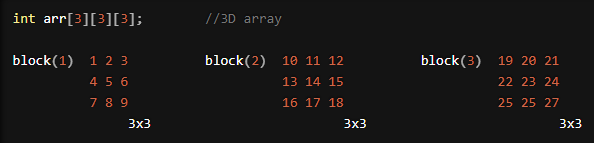 int arr[3][3][3]; //3D array
block(1) 1 2 3 block(2) 10 11 12 block(3) 19 20 21
4 5 6 13 14 15 22 23 24
7 8 9 16 17 18 25 25 27
3x3 3x3 3x3